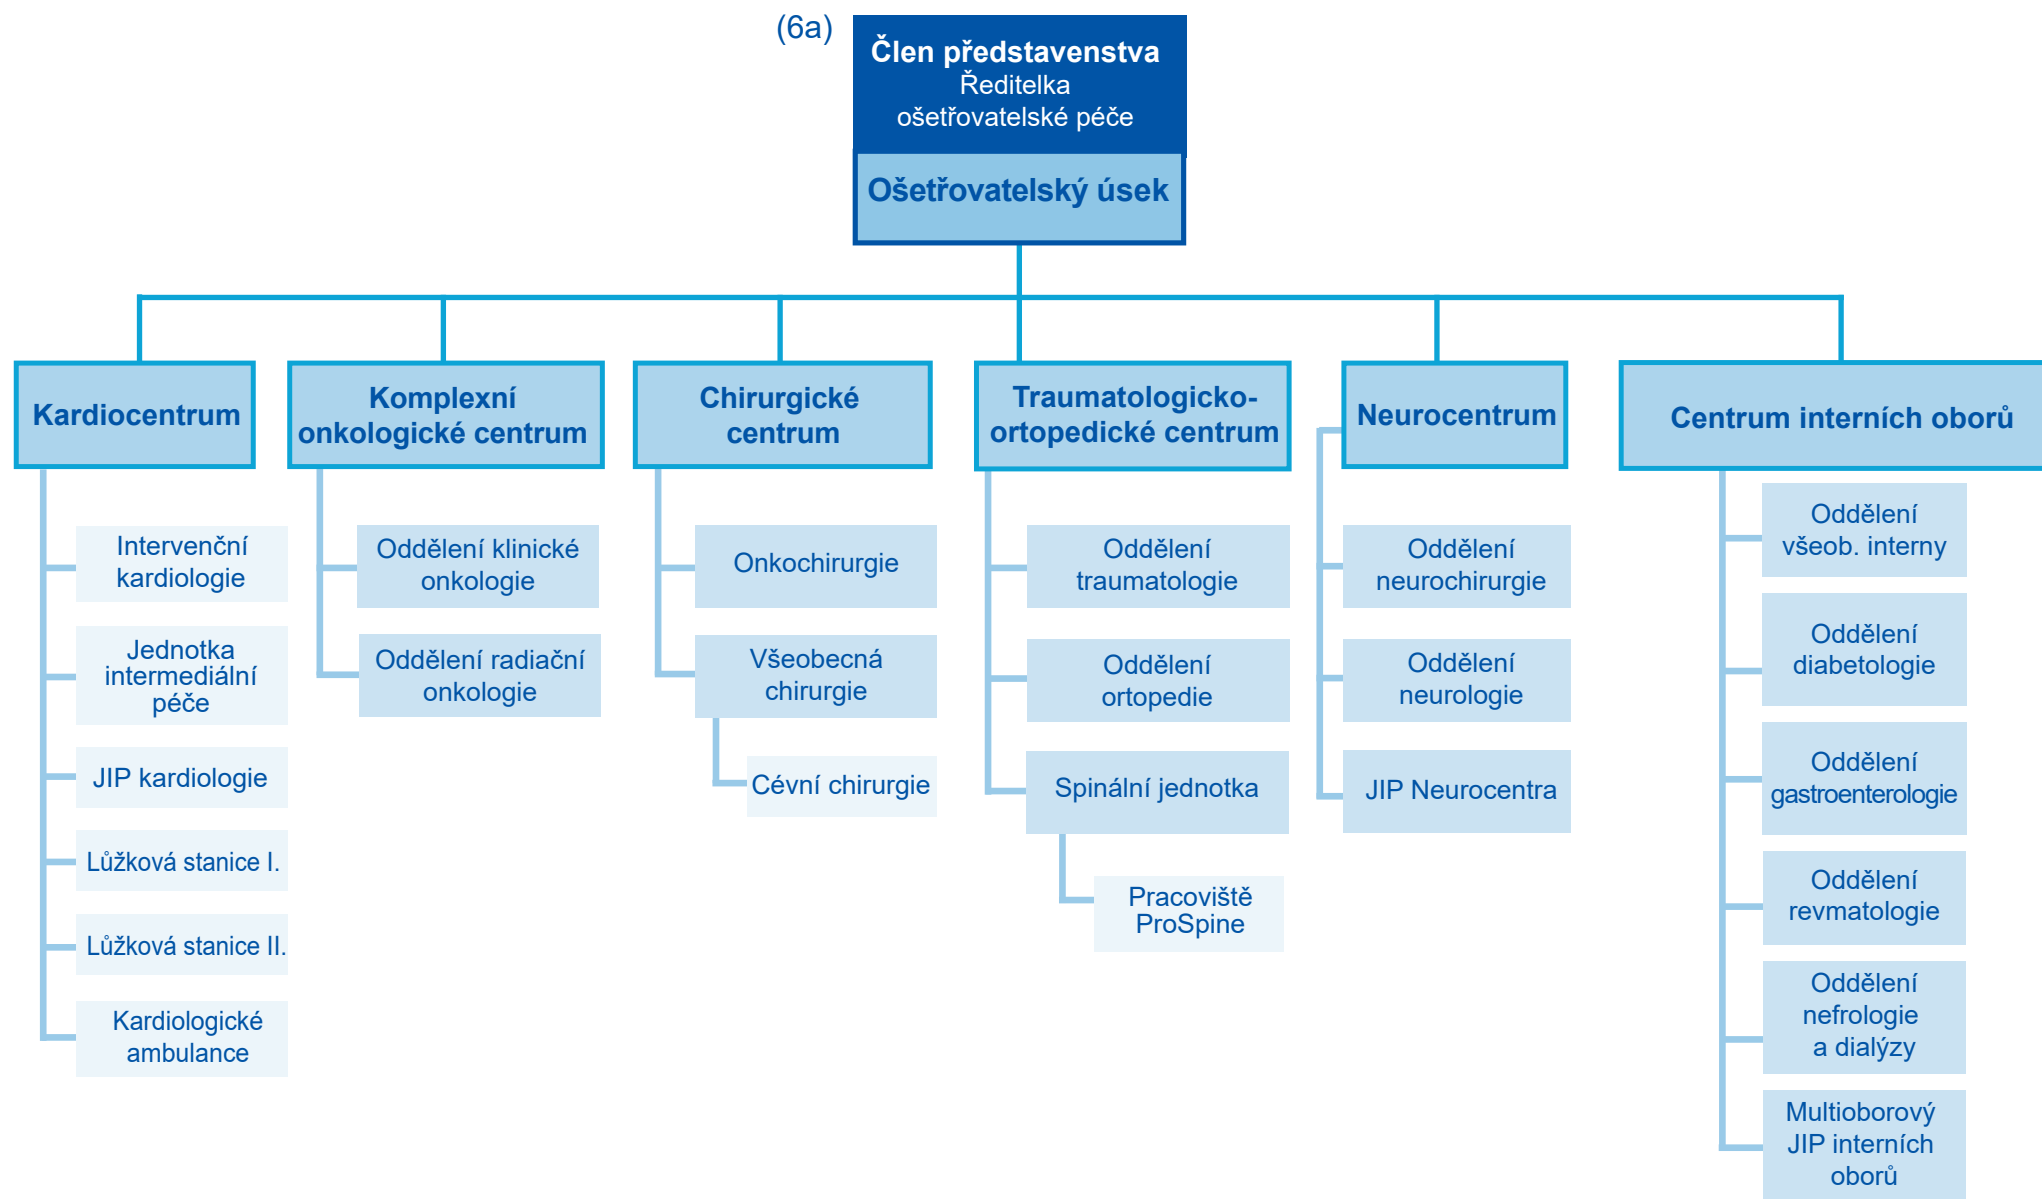 (6a)
Člen představenstva
Ředitelka
ošetřovatelské péče
Ošetřovatelský úsek
Kardiocentrum
Intervenční
kardiologie
Jednotka
intermediální
péče
JIP kardiologie
Lůžková stanice I.
Lůžková stanice II.
Kardiologické
ambulance
Komplexní
onkologické centrum
Oddělení klinické
onkologie
Oddělení radiační
onkologie
Chirurgické
centrum
Onkochirurgie
Všeobecná
chirurgie
Cévní chirurgie
Traumatologicko-
ortopedické centrum
Oddělení
traumatologie
Oddělení
ortopedie
Spinální jednotka
Pracoviště
ProSpine
Neurocentrum
Oddělení
neurochirurgie
Oddělení
neurologie
JIP Neurocentra
Centrum interních oborů
Oddělení
všeob. interny
Oddělení
diabetologie
Oddělení
gastroenterologie
Oddělení
revmatologie
Oddělení
nefrologie
a dialýzy
Multioborový
JIP interních
oborů